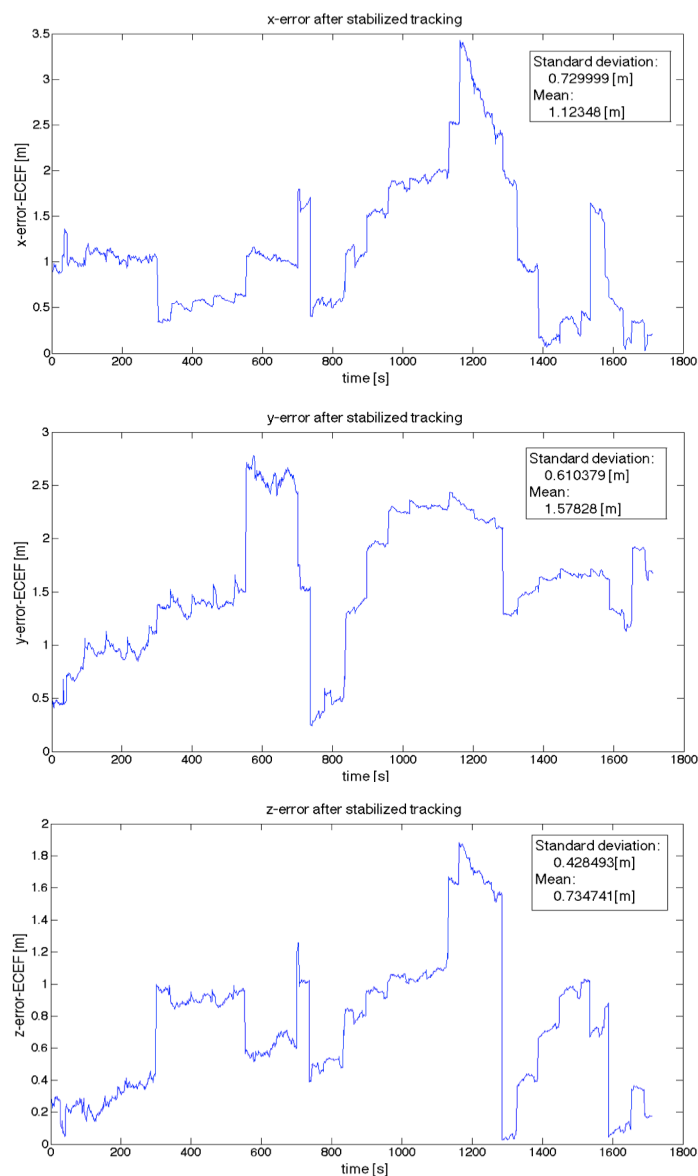 x-error after stabilized tracking
3.5
3
2.5
2
1.5
1
0.5
0
x-error-ECEF [m]
Standard deviation:
0.729999 [m]
Mean:
1.12348 [m]
0 200 400 600 800 1000 1200 1400 1600 1800
time [s]
y-error after stabilized tracking
3
2.5
2
1.5
1
0.5
0
y-error-ECEF [m]
Standard deviation:
0.610379 [m]
Mean:
1.57828 [m]
0 200 400 600 800 1000 1200 1400 1600 1800
time [s]
z-error after stabilized tracking
2
1.8
1.6
1.4
1.2
1
0.8
0.6
0.4
0.2
0
z-error-ECEF [m]
Standard deviation:
0.428493[m]
Mean:
0.734741[m]
0 200 400 600 800 1000 1200 1400 1600 1800
time [s]